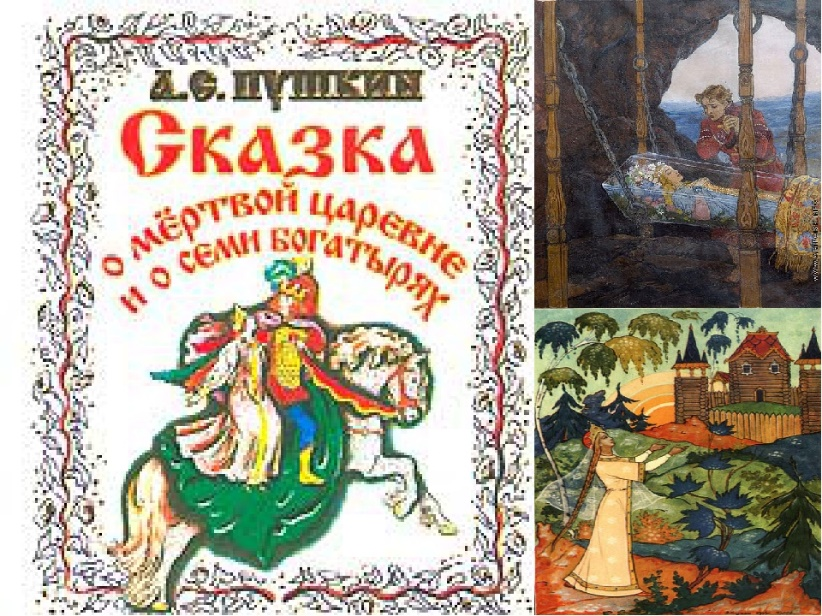 А.С. ПУШКИН
Сказка
о мёртвой царевне
и о семи богатырях